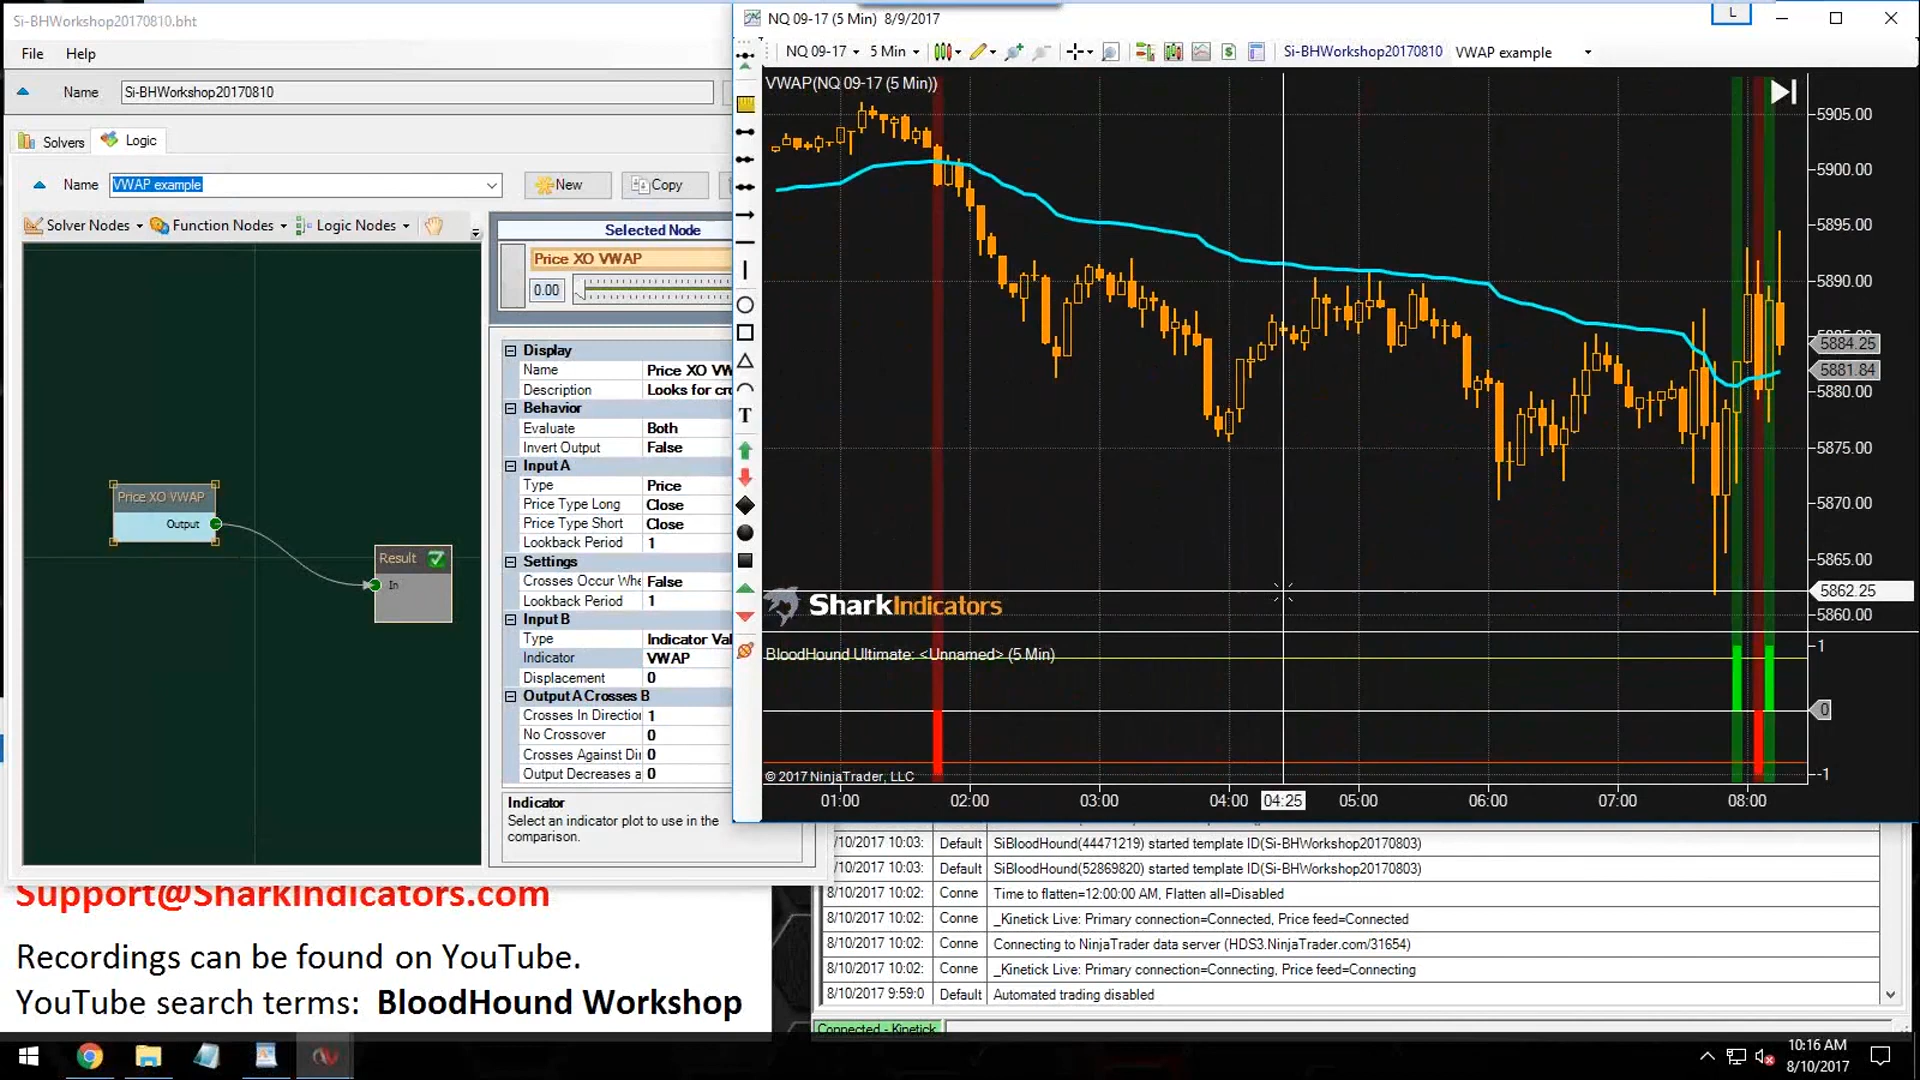 Si-BHWorkshop20170810.bht
File Help
Name Si-BHWorkshop20170810
Solvers Logic
Name VWAP example New Copy
Solver Nodes Function Nodes Logic Nodes
Price XO VWAP
Output
Result
In
Selected Node
Price XO VWAP
0.00
Display
Name Price XO VW
Description Looks for cro
Behavior
Evaluate Both
Invert Output False
Input A
Type Price
Price Type Long Close
Price Type Short Close
Lookback Period 1
Settings
Crosses Occur Whe False
Lookback Period 1
Input B
Type Indicator Val
Indicator VWAP
Displacement 0
Output A Crosses B
Crosses In Direction 1
No Crossover 0
Crosses Against Dir 0
Output Decreases a 0
Indicator
Select an indicator plot to use in the
comparison.
NQ 09-17 (5 Min) 8/9/2017
L
NQ 09-17 5 Min Si-BHWorkshop20170810 VWAP example
T
VWAP(NQ 09-17 (5 Min))
5905.00
5900.00
5895.00
5890.00
5885.00
5884.25
5881.84
5880.00
5875.00
5870.00
5865.00
5862.25
5860.00
SharkIndicators
BloodHound Ultimate: <Unnamed> (5 Min)
1
0
-1
© 2017 NinjaTrader, LLC
01:00 02:00 03:00 04:00 04:25 05:00 06:00 07:00 08:00
/10/2017 10:03: Default SiBloodHound(44471219) started template ID(Si-BHWorkshop20170803)
/10/2017 10:03: Default SiBloodHound(52869820) started template ID(Si-BHWorkshop20170803)
8/10/2017 10:02: Conne Time to flatten=12:00:00 AM, Flatten all=Disabled
8/10/2017 10:02: Conne _Kinetick Live: Primary connection=Connected, Price feed=Connected
8/10/2017 10:02: Conne Connecting to NinjaTrader data server (HDS3.NinjaTrader.com/31654)
8/10/2017 10:02: Conne _Kinetick Live: Primary connection=Connecting, Price feed=Connecting
8/10/2017 9:59:0 Default Automated trading disabled
Connected - Kinetick
Support@SharkIndicators.com
Recordings can be found on YouTube.
YouTube search terms: BloodHound Workshop
10:16 AM
8/10/2017